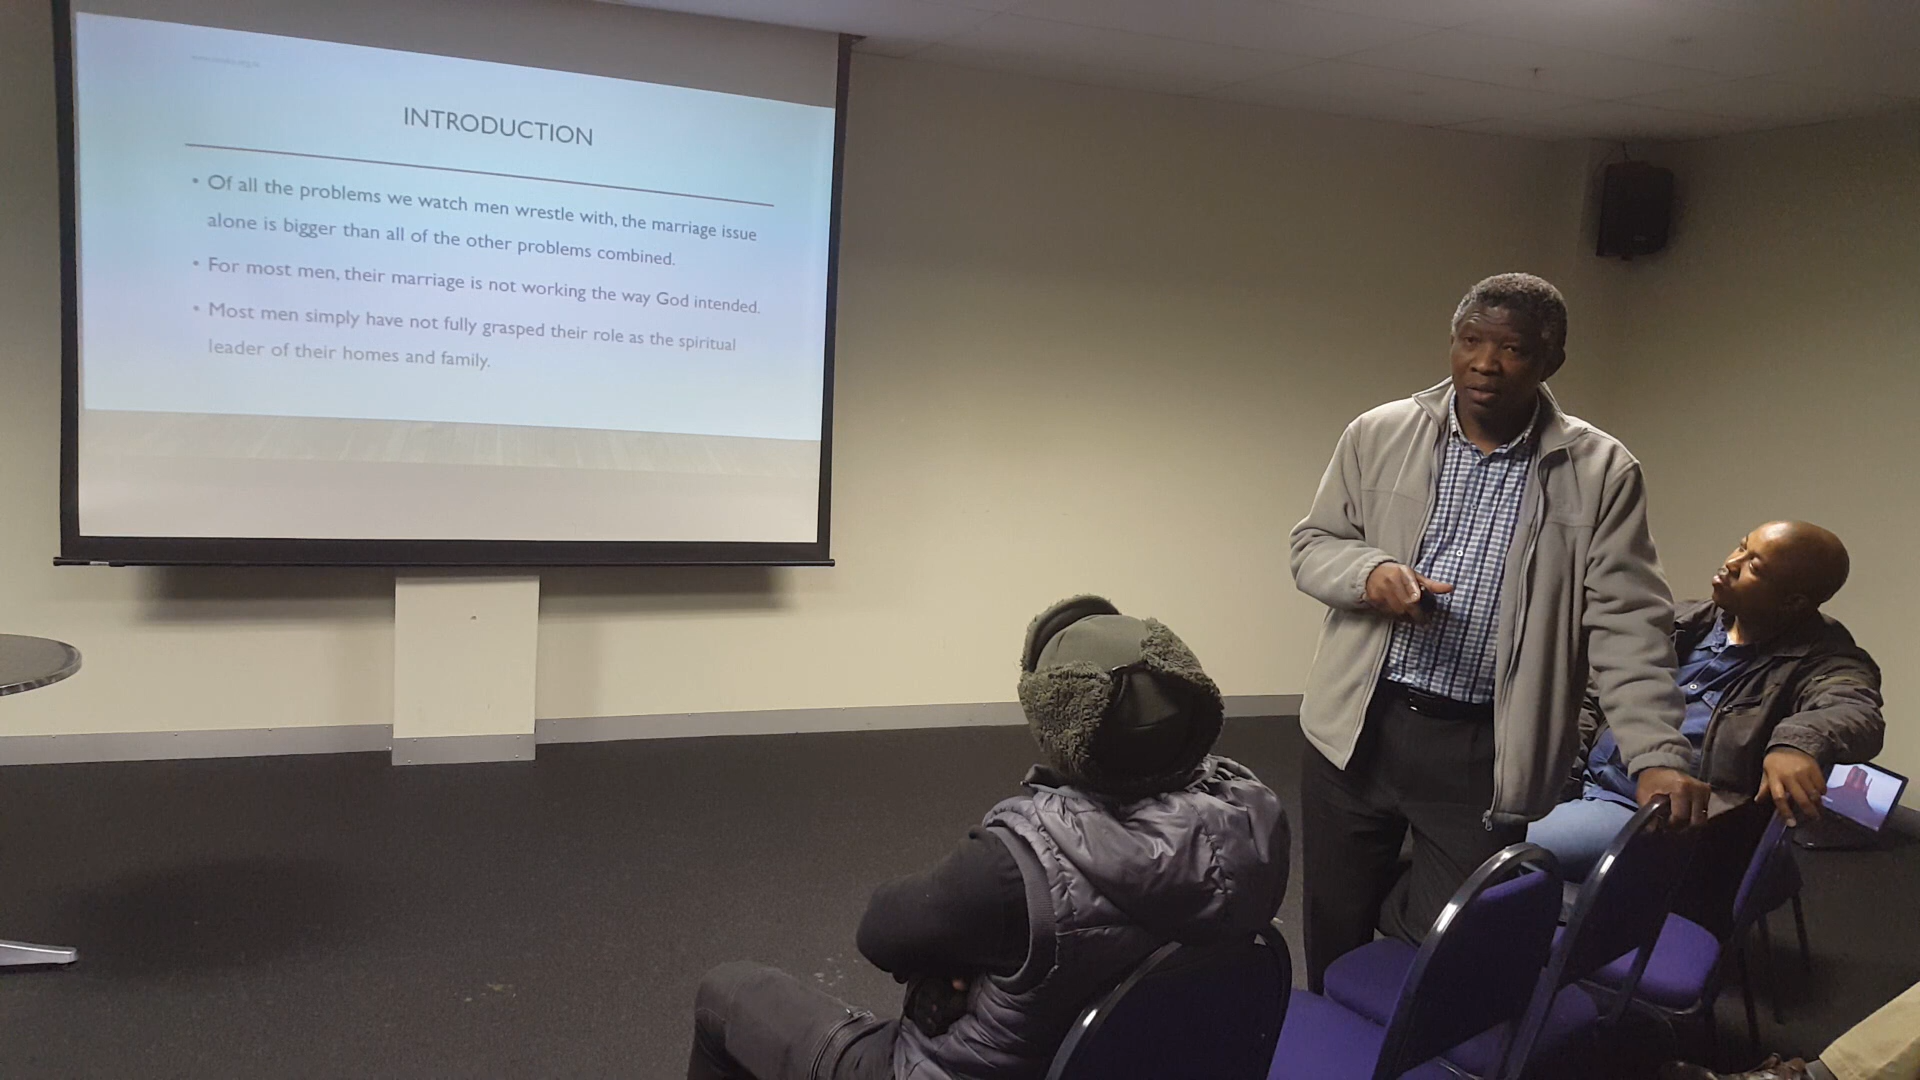 INTRODUCTION
• Of all the problems we watch men wrestle with, the marriage issue
alone is bigger than all of the other problems combined.
• For most men, their marriage is not working the way God intended.
• Most men simply have not fully grasped their role as the spiritual
leader of their homes and family.